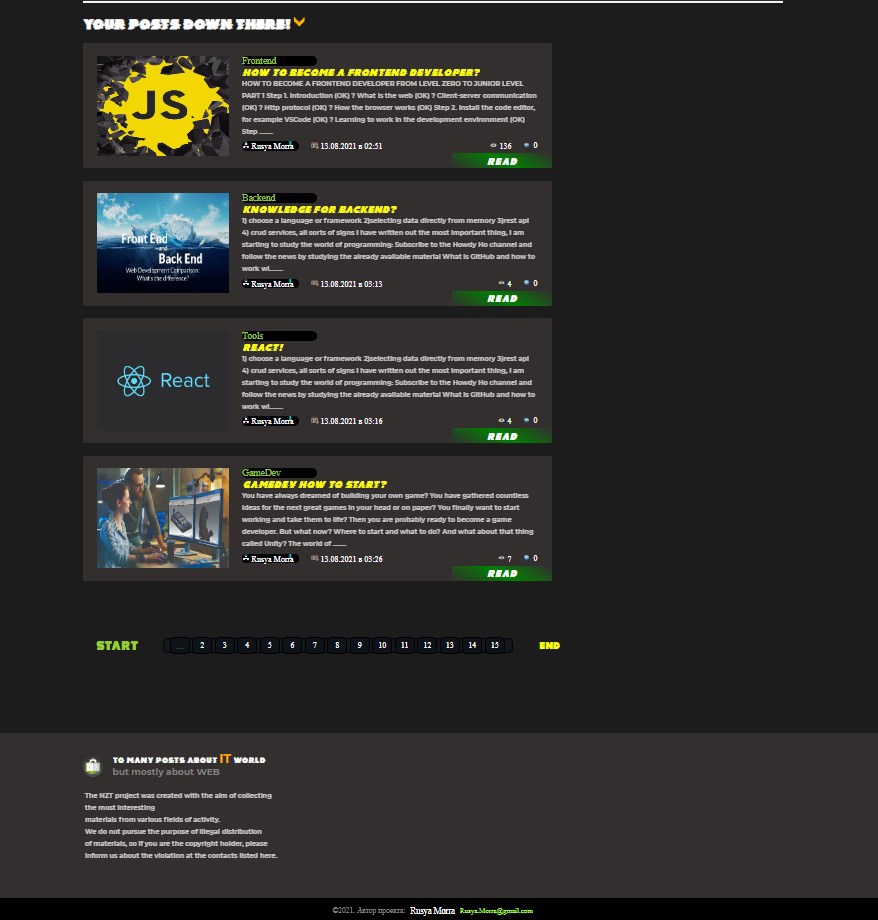 YOUR POSTS DOWN THERE!
JS
Frontend
HOW TO BECOME A FRONTEND DEVELOPER?
HOW TO BECOME A FRONTEND DEVELOPER FROM LEVEL ZERO TO JUNIOR LEVEL
PART 1 Step 1. Introduction (OK) ? What is the web (OK) ? Client-server communication
(OK) ? Http protocol (OK) ? How the browser works (OK) Step 2. Install the code editor,
for example VSCode (OK) ? Learning to work in the development environment (OK)
Step .......
Rusya Morra 13.08.2021 в 02:51 136 0
READ
Front End
and
Back End
Web Development Comparison:
What's the difference?
Backend
KNOWLEDGE FOR BACKEND?
1) choose a language or framework 2)selecting data directly from memory 3)rest api
4) crud services, all sorts of signs I have written out the most important thing, I am
starting to study the world of programming: Subscribe to the Howdy Ho channel and
follow the news by studying the already available material What is GitHub and how to
work wi.......
Rusya Morra 13.08.2021 в 03:13 4 0
READ
React
Tools
REACT!
1) choose a language or framework 2)selecting data directly from memory 3)rest api
4) crud services, all sorts of signs I have written out the most important thing, I am
starting to study the world of programming: Subscribe to the Howdy Ho channel and
follow the news by studying the already available material What is GitHub and how to
work wi.......
Rusya Morra 13.08.2021 в 03:16 4 0
READ
GameDev
GAMEDEV HOW TO START?
You have always dreamed of building your own game? You have gathered countless
ideas for the next great games in your head or on paper? You finally want to start
working and take them to life? Then you are probably ready to become a game
developer. But what now? Where to start and what to do? And what about that thing
called Unity? The world of .......
Rusya Morra 13.08.2021 в 03:26 7 0
READ
START ... 2 3 4 5 6 7 8 9 10 11 12 13 14 15 END
TO MANY POSTS ABOUT IT WORLD
but mostly about WEB
The NZT project was created with the aim of collecting
the most interesting
materials from various fields of activity.
We do not pursue the purpose of illegal distribution
of materials, so if you are the copyright holder, please
inform us about the violation at the contacts listed here.
©2021. Автор проекта: Rusya Morra Rusya.Morra@gmail.com